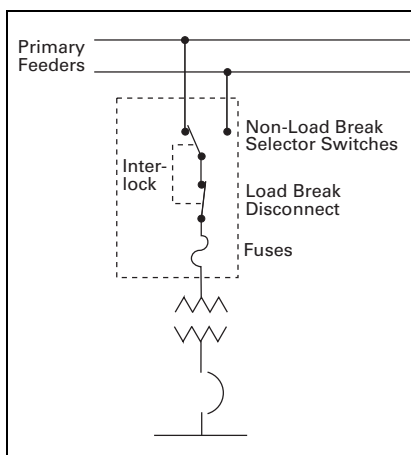 Primary
Feeders
Non-Load Break
Selector Switches
Inter-
lock
Load Break
Disconnect
Fuses